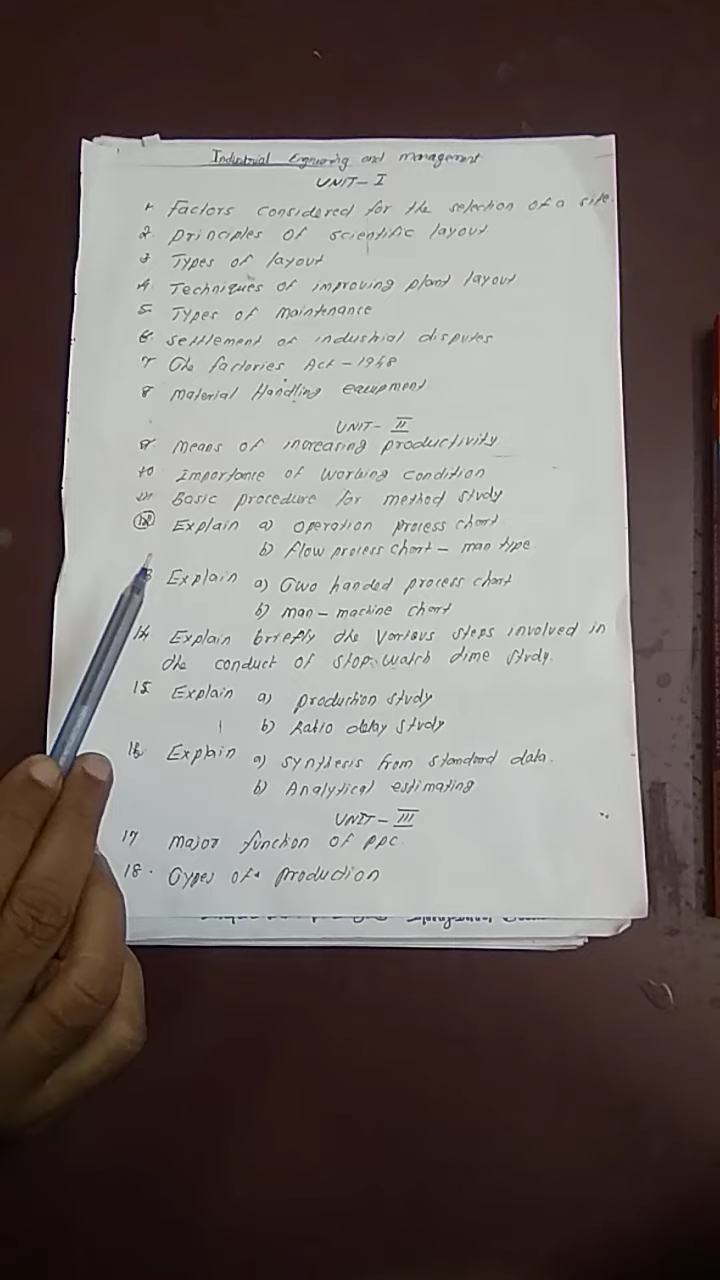 Industrial Engineering and management
UNIT- I
1. Factors considered for the selection of a site.
2. principles of scientific layout
3 Types of layout
4. Techniques of improving plant layout
5. Types of maintenance
6. Settlement of industrial disputes
7 The factories Act - 1948
8 Material Handling equipment
UNIT- II
9 Means of increasing productivity
10 Importance of working condition
11 Basic procedure for method study
12 Explain a) operation process chart
b) flow process chart - man type
3 Explain a) Two handed process chart
b) man - machine chart
14. Explain briefly the various steps involved in
the conduct of stop watch time study.
15. Explain a) production study
b) Ratio delay study
16 Explain a) synthesis from standard data.
b) Analytical estimating
UNIT- III
17 major function of ppc
18. Types of production